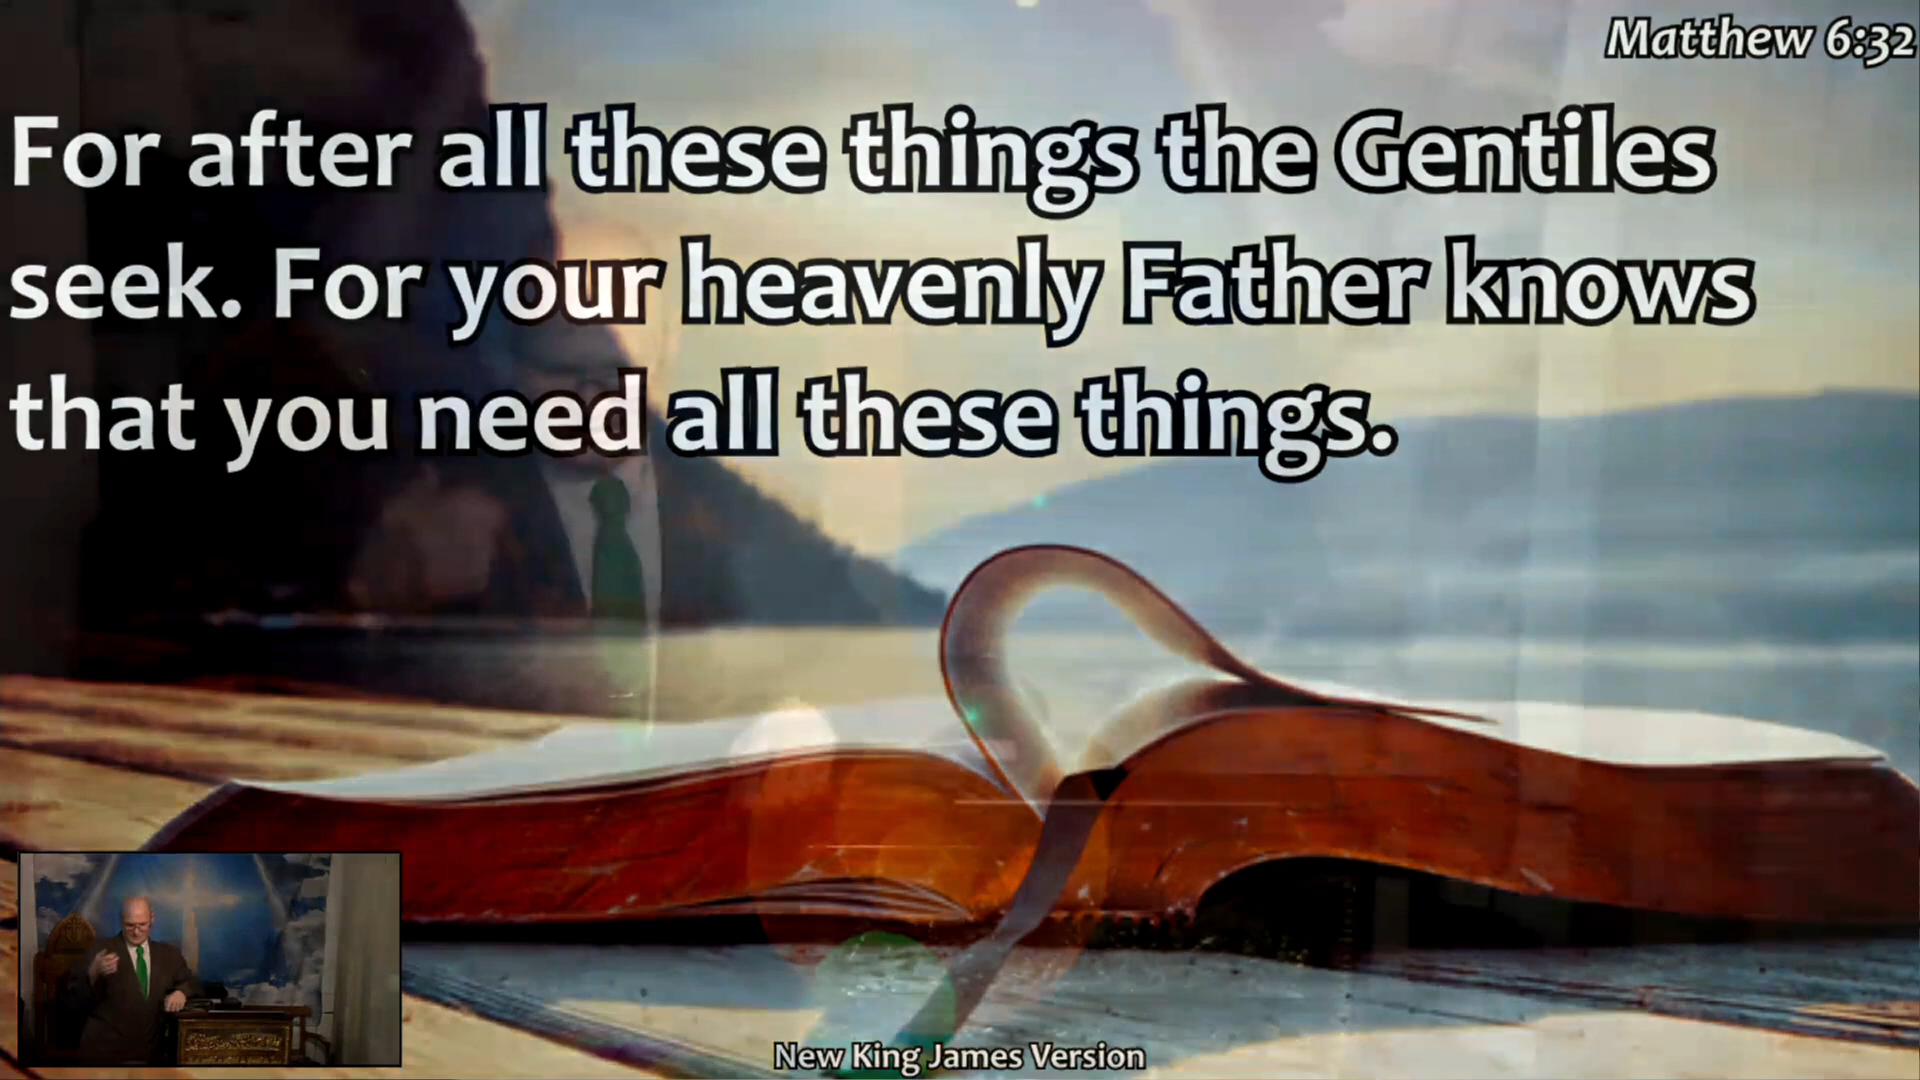 Matthew 6:32
For after all these things the Gentiles
seek. For your heavenly Father knows
that you need all these things.
New King James Version